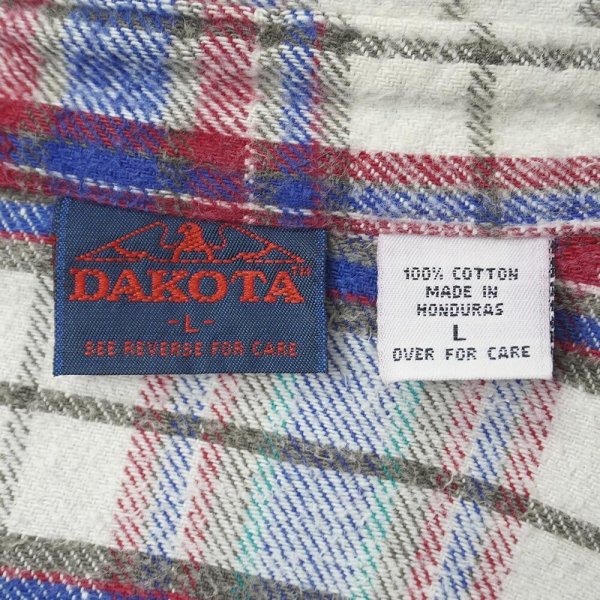 DAKOTA™
-L-
SEE REVERSE FOR CARE
100% COTTON
MADE IN
HONDURAS
L
OVER FOR CARE